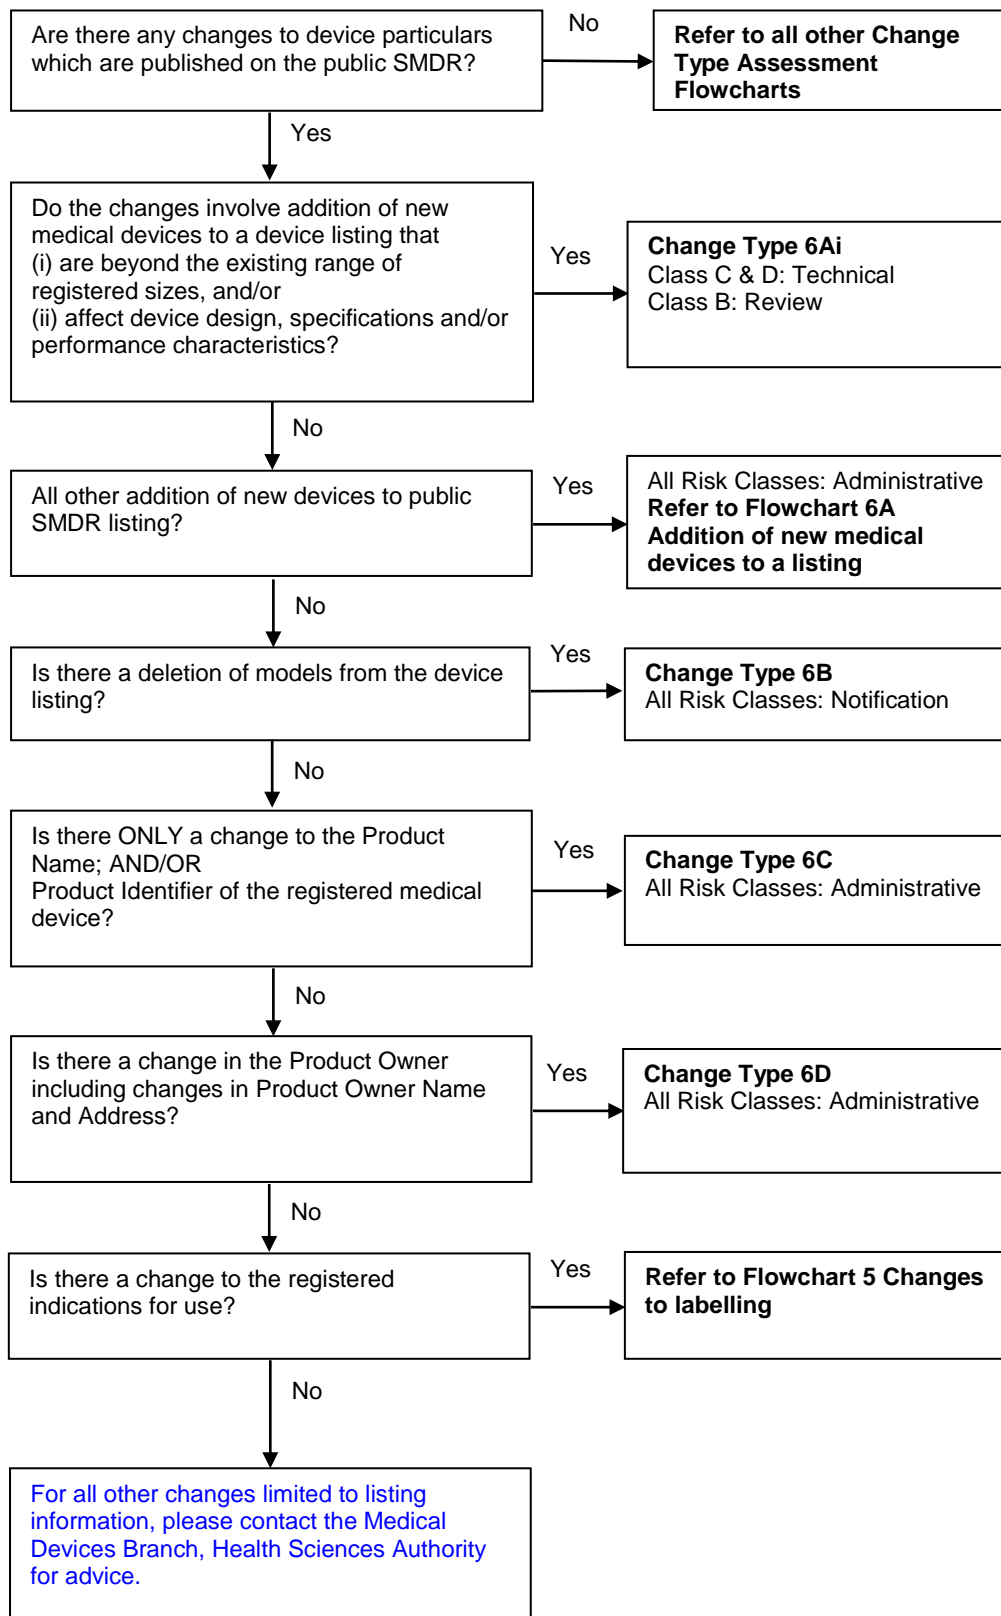 Are there any changes to device particulars
which are published on the public SMDR?
No
Refer to all other Change
Type Assessment
Flowcharts
Yes
Do the changes involve addition of new
medical devices to a device listing that
(i) are beyond the existing range of
registered sizes, and/or
(ii) affect device design, specifications and/or
performance characteristics?
Yes
Change Type 6Ai
Class C & D: Technical
Class B: Review
No
All other addition of new devices to public
SMDR listing?
Yes
All Risk Classes: Administrative
Refer to Flowchart 6A
Addition of new medical
devices to a listing
No
Is there a deletion of models from the device
listing?
Yes
Change Type 6B
All Risk Classes: Notification
No
Is there ONLY a change to the Product
Name; AND/OR
Product Identifier of the registered medical
device?
Yes
Change Type 6C
All Risk Classes: Administrative
No
Is there a change in the Product Owner
including changes in Product Owner Name
and Address?
Yes
Change Type 6D
All Risk Classes: Administrative
No
Is there a change to the registered
indications for use?
Yes
Refer to Flowchart 5 Changes
to labelling
No
For all other changes limited to listing
information, please contact the Medical
Devices Branch, Health Sciences Authority
for advice.